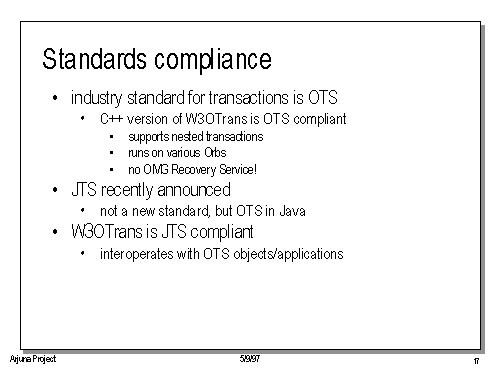 Standards compliance
• industry standard for transactions is OTS
• C++ version of W3OTrans is OTS compliant
• supports nested transactions
• runs on various Orbs
• no OMG Recovery Service!
• JTS recently announced
• not a new standard, but OTS in Java
• W3OTrans is JTS compliant
• interoperates with OTS objects/applications
Arjuna Project 5/9/97 17